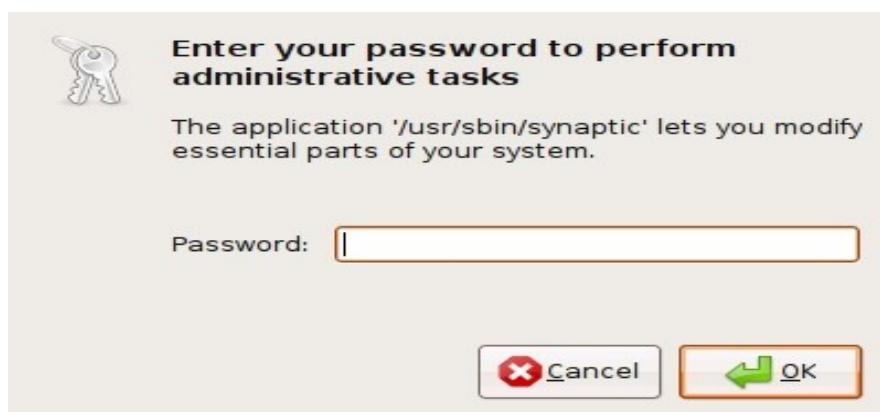 Enter your password to perform
administrative tasks
The application '/usr/sbin/synaptic' lets you modify
essential parts of your system.
Password:
Cancel
OK